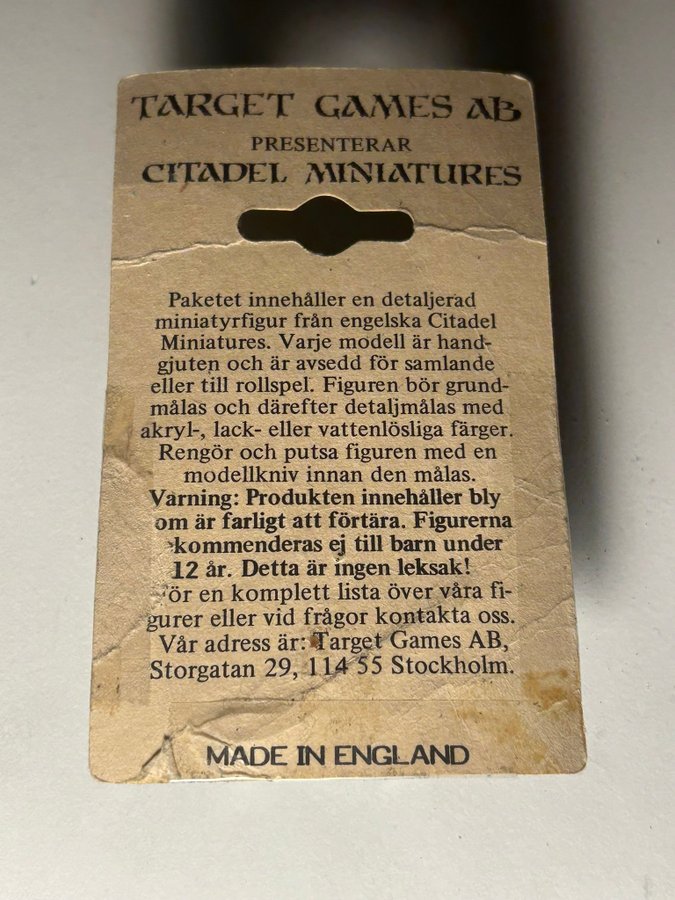 TARGET GAMES AB
PRESENTERAR
CITADEL MINIATURES
Paketet innehåller en detaljerad
miniatyrfigur från engelska Citadel
Miniatures. Varje modell är hand-
gjuten och är avsedd för samlande
eller till rollspel. Figuren bör grund-
målas och därefter detaljmålas med
akryl-, lack- eller vattenlösliga färger.
Rengör och putsa figuren med en
modellkniv innan den målas.
Varning: Produkten innehåller bly
om är farligt att förtära. Figurerna
kommenderas ej till barn under
12 år. Detta är ingen leksak!
ör en komplett lista över våra fi-
gurer eller vid frågor kontakta oss.
Vår adress är: Target Games AB,
Storgatan 29, 114 55 Stockholm.
MADE IN ENGLAND